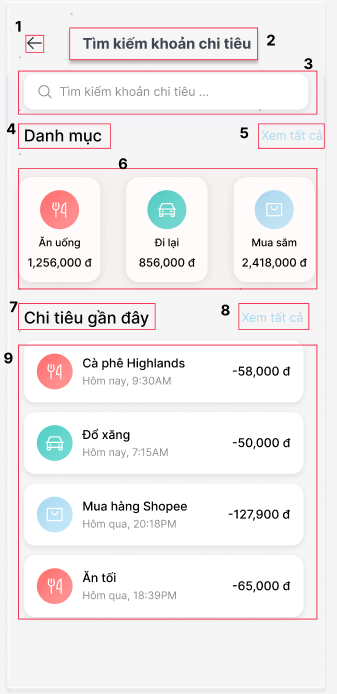 1
Tìm kiếm khoản chi tiêu
2
3
Tìm kiếm khoản chi tiêu ...
4
Danh mục
5
Xem tất cả
6
Ăn uống
Đi lại
Mua sắm
1,256,000 đ
856,000 đ
2,418,000 đ
7
Chi tiêu gần đây
8
Xem tất cả
9
Cà phê Highlands
-58,000 đ
Hôm nay, 9:30AM
Đổ xăng
-50,000 đ
Hôm nay, 7:15AM
Mua hàng Shopee
-127,900 đ
Hôm qua, 20:18PM
Ăn tối
-65,000 đ
Hôm qua, 18:39PM